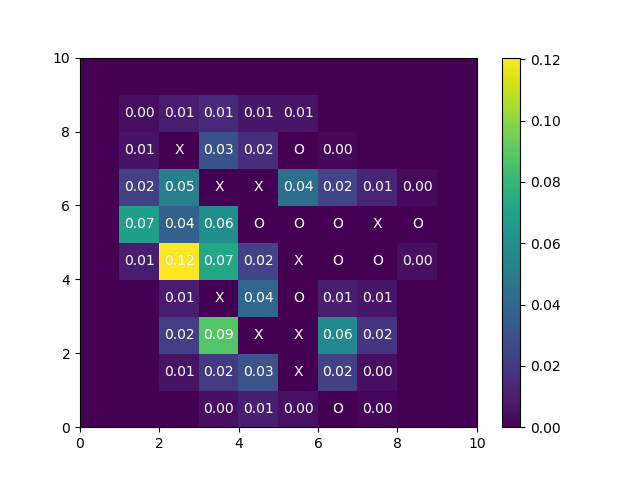 10 0.12
0.00 0.01 0.01 0.01 0.01
8
0.01 X 0.03 0.02 O 0.00 0.10
0.02 0.05 X X 0.04 0.02 0.01 0.00 0.08
6
0.07 0.04 0.06 O O O X O
0.06
0.01 0.12 0.07 0.02 X O O 0.00
4
0.01 X 0.04 O 0.01 0.01 0.04
0.02 0.09 X X 0.06 0.02
2 0.02
0.01 0.02 0.03 X 0.02 0.00
0.00 0.01 0.00 O 0.00
0 0.00
0 2 4 6 8 10